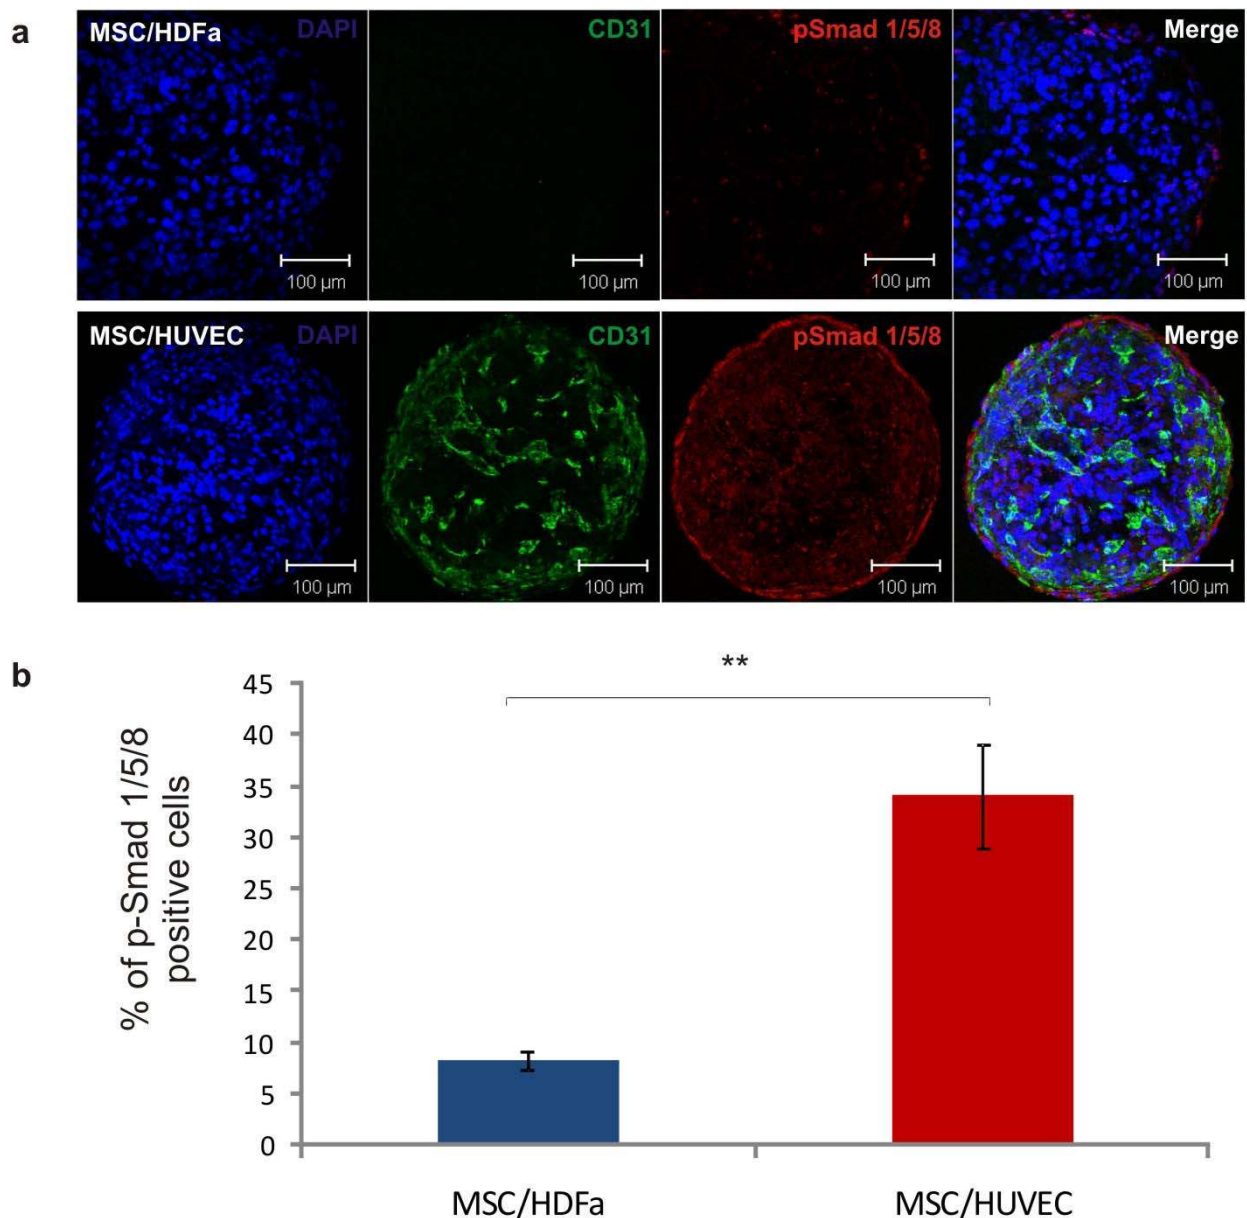 a
MSC/HDFa DAPI CD31 pSmad 1/5/8 Merge
100 µm 100 µm 100 µm 100 µm
MSC/HUVEC DAPI CD31 pSmad 1/5/8 Merge
100 µm 100 µm 100 µm 100 µm
b
**
% of p-Smad 1/5/8
positive cells
45
40
35
30
25
20
15
10
5
0
MSC/HDFa MSC/HUVEC